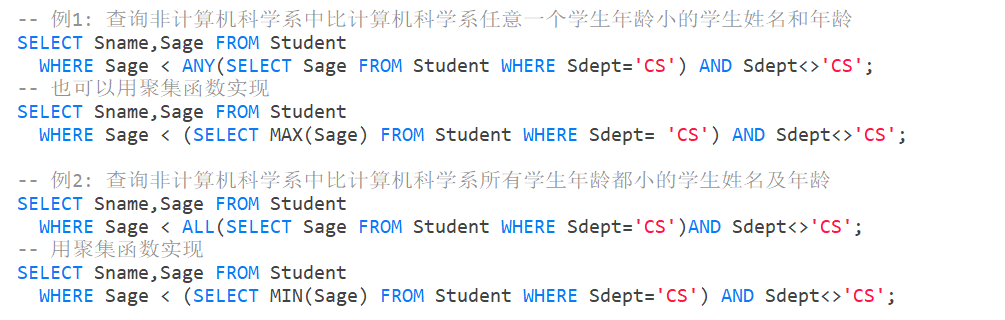 -- 例1: 查询非计算机科学系中比计算机科学系任意一个学生年龄小的学生姓名和年龄
SELECT Sname,Sage FROM Student
  WHERE Sage < ANY(SELECT Sage FROM Student WHERE Sdept='CS') AND Sdept<>'CS';
-- 也可以用聚集函数实现
SELECT Sname,Sage FROM Student
  WHERE Sage < (SELECT MAX(Sage) FROM Student WHERE Sdept= 'CS') AND Sdept<>'CS';
-- 例2: 查询非计算机科学系中比计算机科学系所有学生年龄都小的学生姓名及年龄
SELECT Sname,Sage FROM Student
  WHERE Sage < ALL(SELECT Sage FROM Student WHERE Sdept='CS')AND Sdept<>'CS';
-- 用聚集函数实现
SELECT Sname,Sage FROM Student
  WHERE Sage < (SELECT MIN(Sage) FROM Student WHERE Sdept='CS') AND Sdept<>'CS';